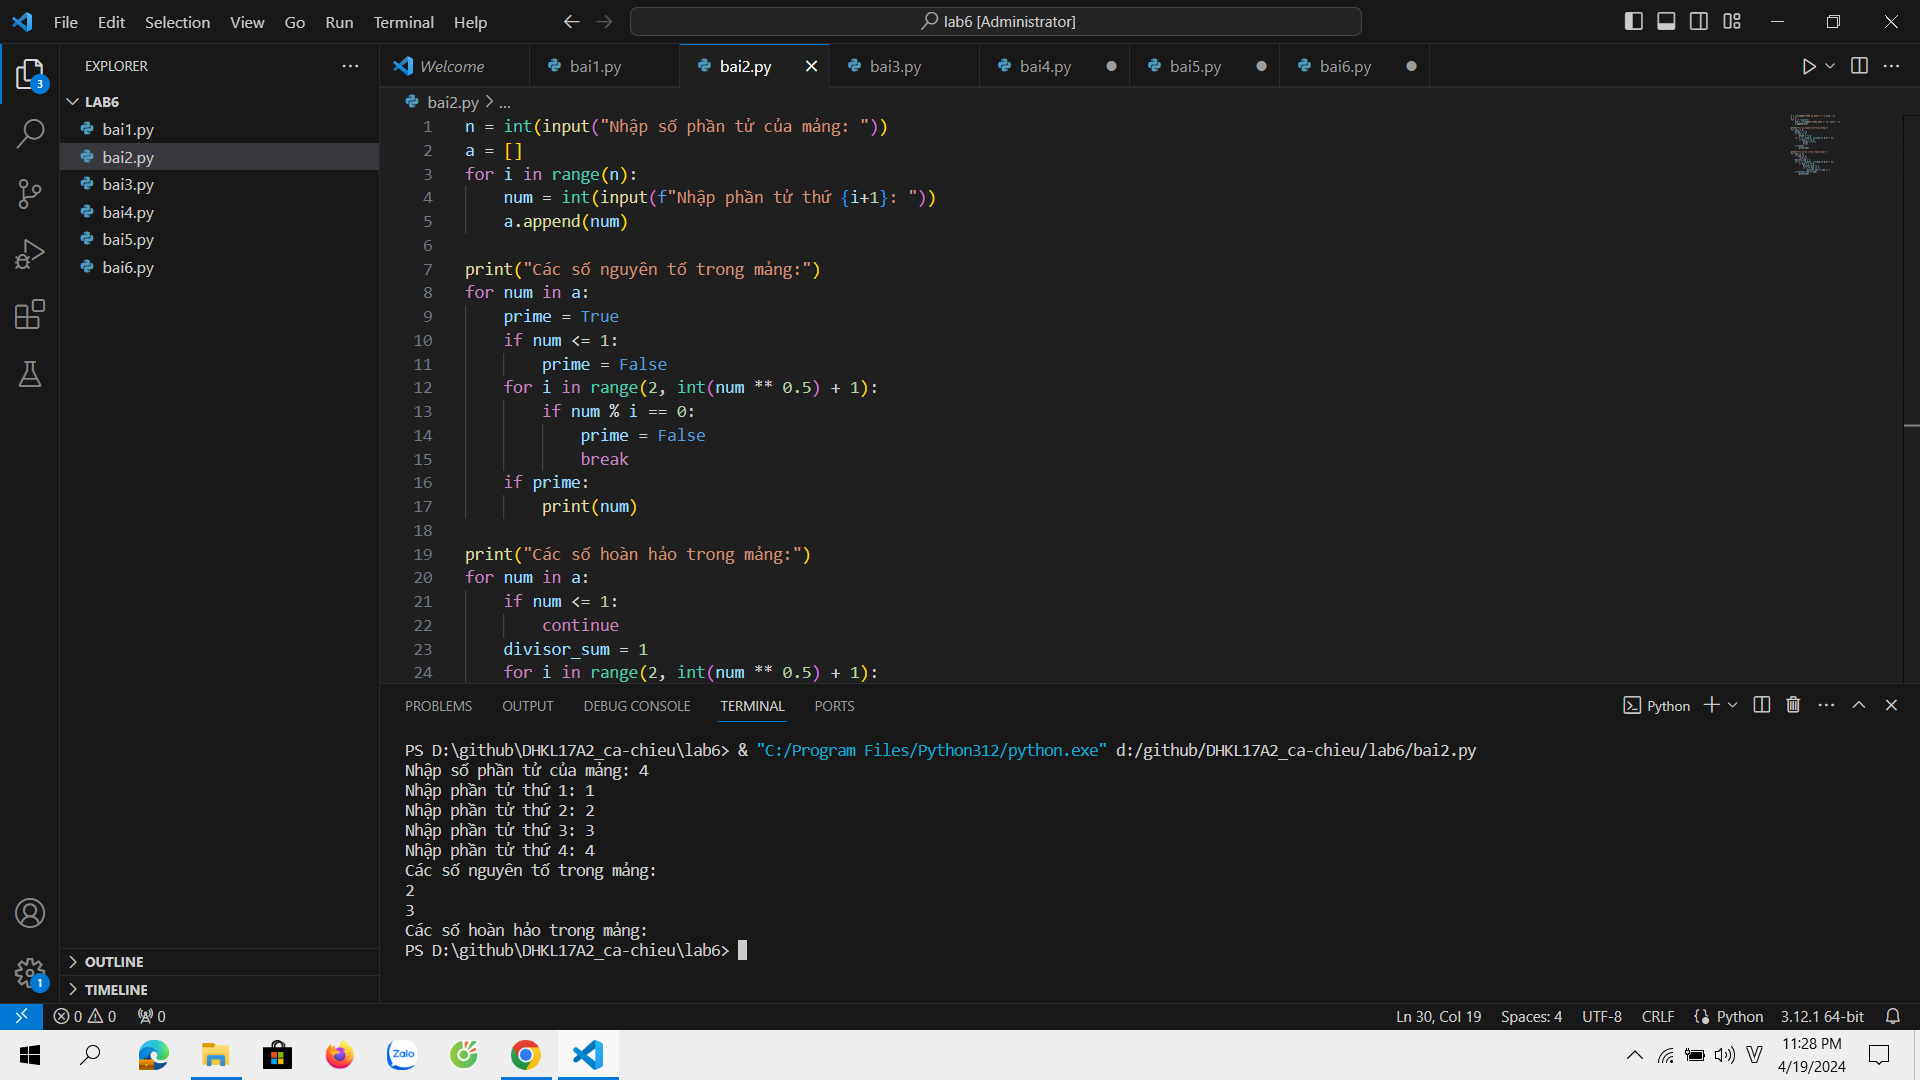 File Edit Selection View Go Run Terminal Help
lab6 [Administrator]
EXPLORER
3
LAB6
bai1.py
bai2.py
bai3.py
bai4.py
bai5.py
bai6.py
OUTLINE
TIMELINE
1
Welcome bai1.py bai2.py bai3.py bai4.py bai5.py bai6.py
bai2.py > ...
1 n = int(input("Nhập số phần tử của mảng: "))
2 a = []
3 for i in range(n):
4 num = int(input(f"Nhập phần tử thứ {i+1}: "))
5 a.append(num)
6
7 print("Các số nguyên tố trong mảng:")
8 for num in a:
9 prime = True
10 if num <= 1:
11 prime = False
12 for i in range(2, int(num ** 0.5) + 1):
13 if num % i == 0:
14 prime = False
15 break
16 if prime:
17 print(num)
18
19 print("Các số hoàn hảo trong mảng:")
20 for num in a:
21 if num <= 1:
22 continue
23 divisor_sum = 1
24 for i in range(2, int(num ** 0.5) + 1):
PROBLEMS OUTPUT DEBUG CONSOLE TERMINAL PORTS
Python
PS D:\github\DHKL17A2_ca-chieu\lab6> & "C:/Program Files/Python312/python.exe" d:/github/DHKL17A2_ca-chieu/lab6/bai2.py
Nhập số phần tử của mảng: 4
Nhập phần tử thứ 1: 1
Nhập phần tử thứ 2: 2
Nhập phần tử thứ 3: 3
Nhập phần tử thứ 4: 4
Các số nguyên tố trong mảng:
2
3
Các số hoàn hảo trong mảng:
PS D:\github\DHKL17A2_ca-chieu\lab6>
0 0 0
Ln 30, Col 19 Spaces: 4 UTF-8 CRLF Python 3.12.1 64-bit
Zalo
V
11:28 PM
4/19/2024